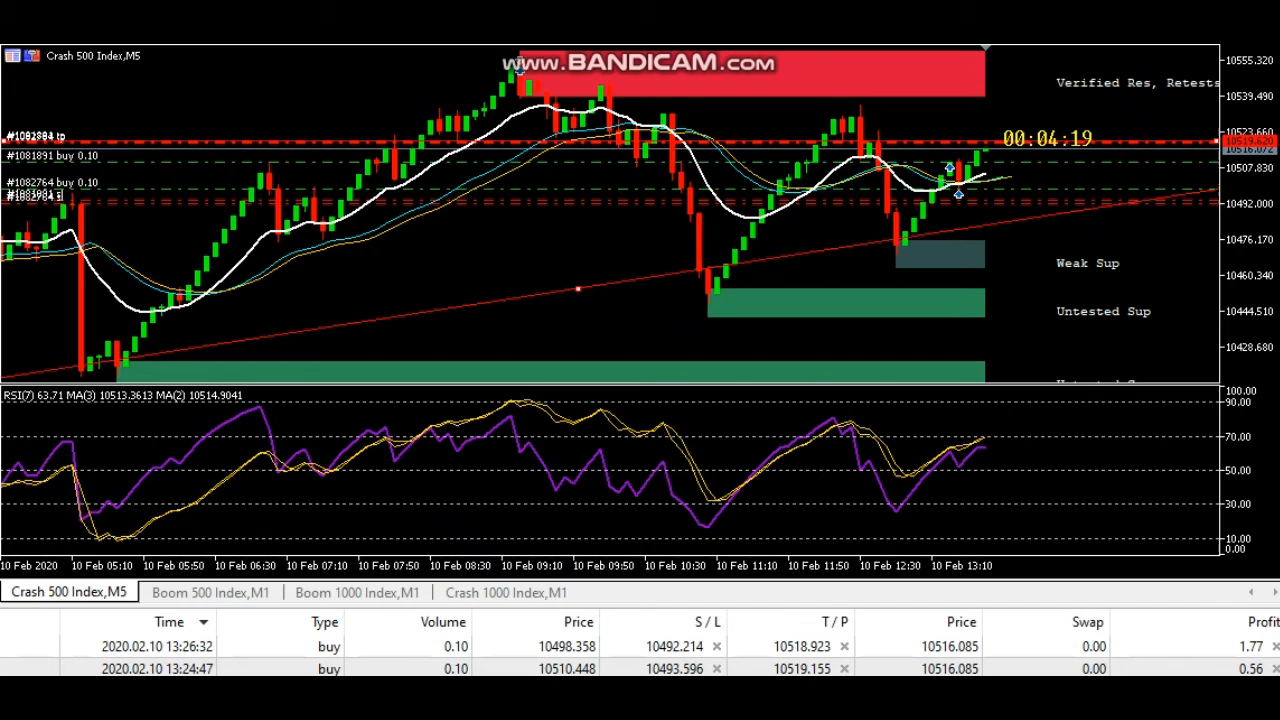 www.BANDICAM.com
Crash 500 Index,M5
10555.320
Verified Res, Retests
10539.490
10523.660
00:04:19
10519.620
10516.072
#1081891 buy 0.10
10507.830
#1082764 buy 0.10
10492.000
10476.170
Weak Sup
10460.340
Untested Sup
10444.510
10428.680
RSI(7) 63.71 MA(3) 10513.3613 MA(2) 10514.9041
100.00
90.00
70.00
50.00
30.00
10.00
0.00
10 Feb 2020 10 Feb 05:10 10 Feb 05:50 10 Feb 06:30 10 Feb 07:10 10 Feb 07:50 10 Feb 08:30 10 Feb 09:10 10 Feb 09:50 10 Feb 10:30 10 Feb 11:10 10 Feb 11:50 10 Feb 12:30 10 Feb 13:10
Crash 500 Index,M5 Boom 500 Index,M1 Boom 1000 Index,M1 Crash 1000 Index,M1
Time Type Volume Price S / L T / P Price Swap Profit
2020.02.10 13:26:32 buy 0.10 10498.358 10492.214 10518.923 10516.085 0.00 1.77
2020.02.10 13:24:47 buy 0.10 10510.448 10493.596 10519.155 10516.085 0.00 0.56